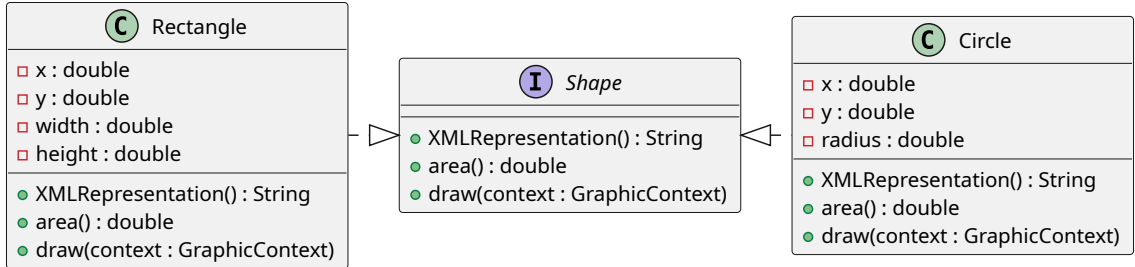 C Rectangle
x : double
y : double
width : double
height : double
XMLRepresentation() : String
area() : double
draw(context : GraphicContext)
I Shape
XMLRepresentation() : String
area() : double
draw(context : GraphicContext)
C Circle
x : double
y : double
radius : double
XMLRepresentation() : String
area() : double
draw(context : GraphicContext)